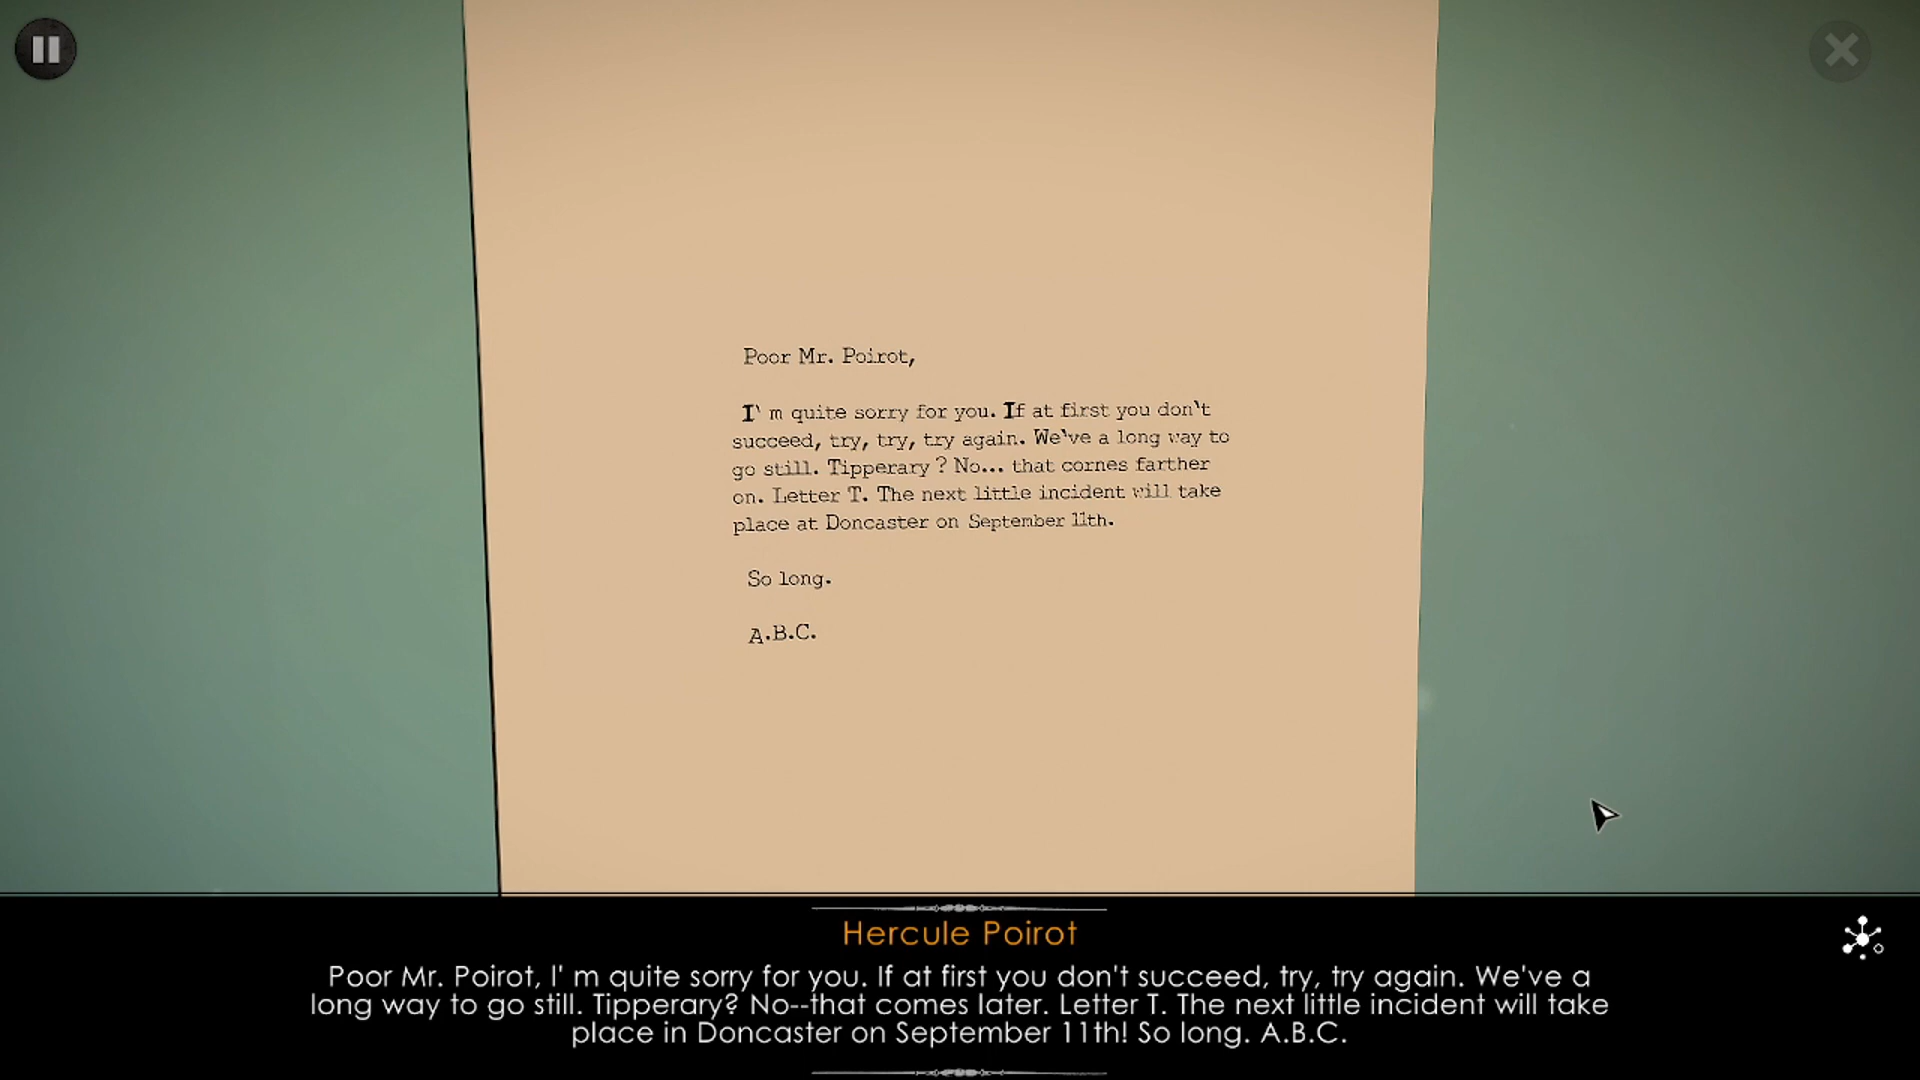 Poor Mr. Poirot,
I' m quite sorry for you. If at first you don't
succeed, try, try, try again. We've a long way to
go still. Tipperary ? No... that cornes farther
on. Letter T. The next little incident will take
place at Doncaster on September 11th.
So long.
A.B.C.
Hercule Poirot
Poor Mr. Poirot, I' m quite sorry for you. If at first you don't succeed, try, try again. We've a
long way to go still. Tipperary? No--that comes later. Letter T. The next little incident will take
place in Doncaster on September 11th! So long. A.B.C.